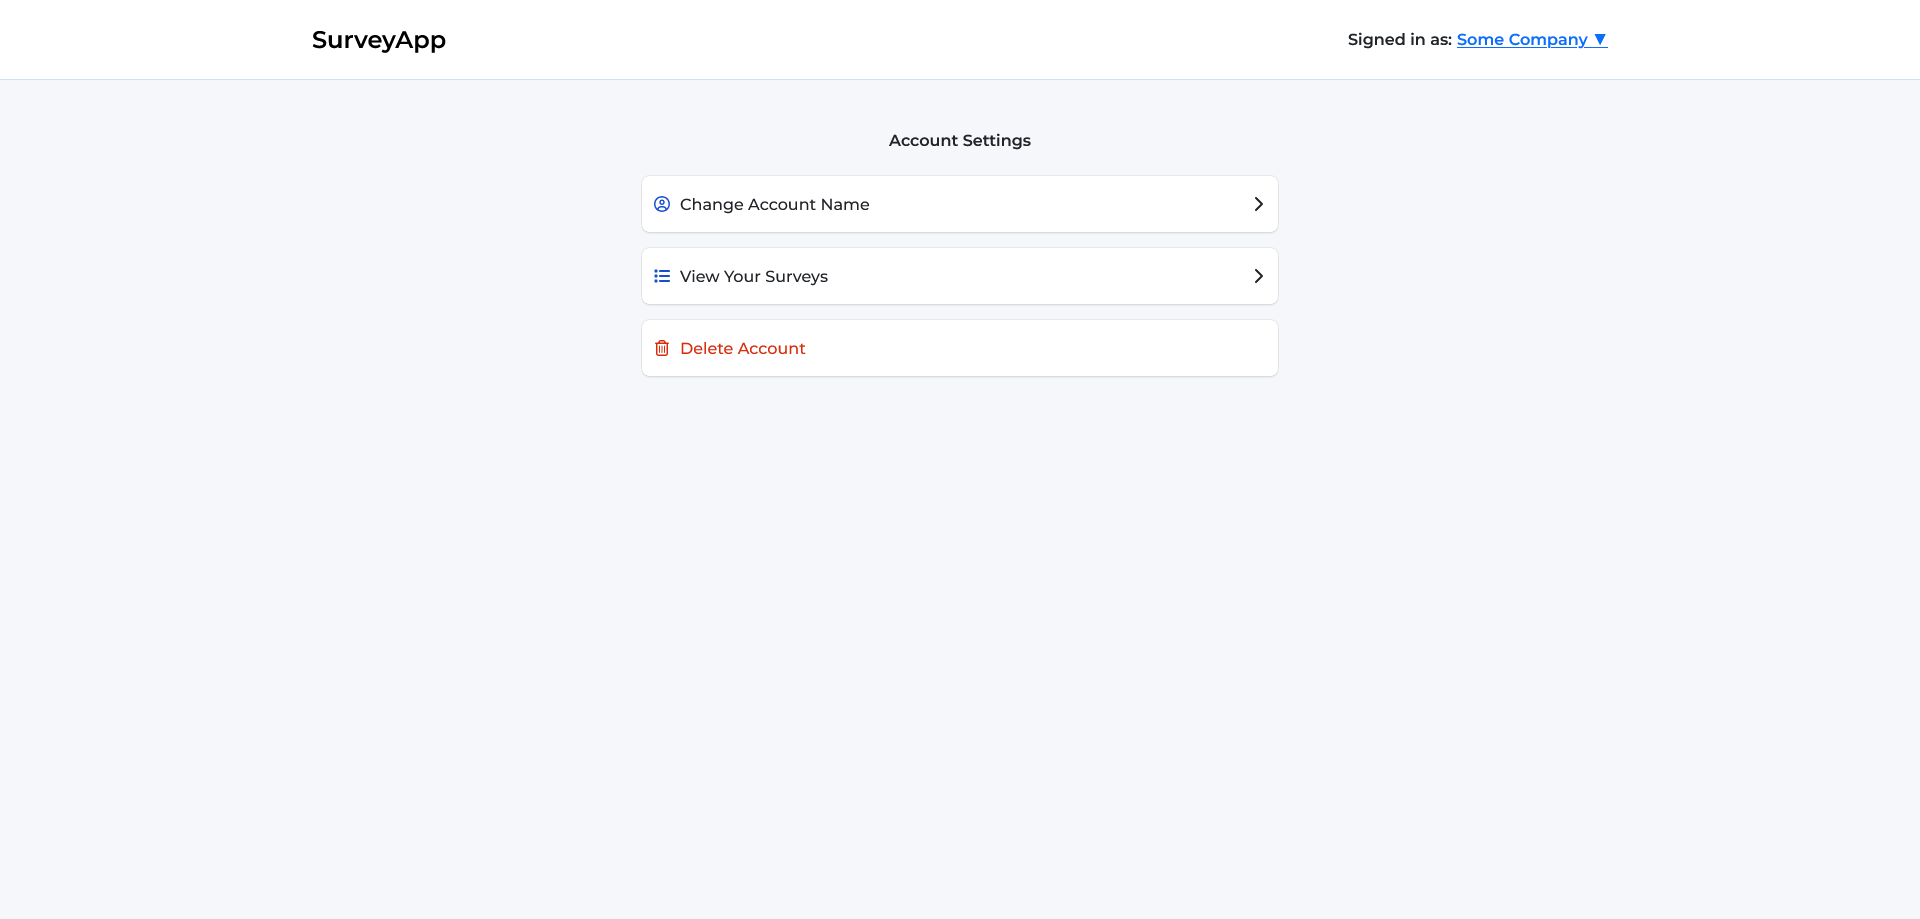 SurveyApp
Signed in as: Some Company ▼
Account Settings
Change Account Name
View Your Surveys
Delete Account